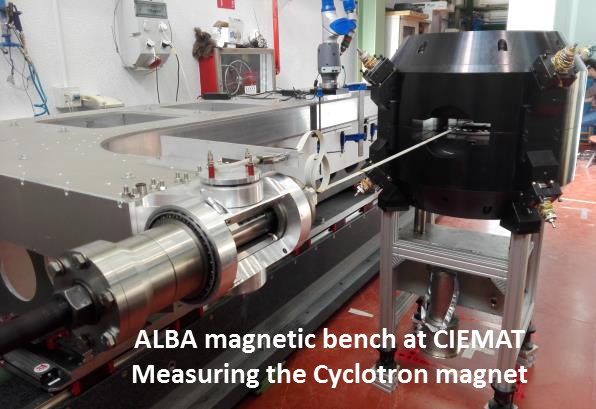 ALBA magnetic bench at CIEMAT
Measuring the Cyclotron magnet